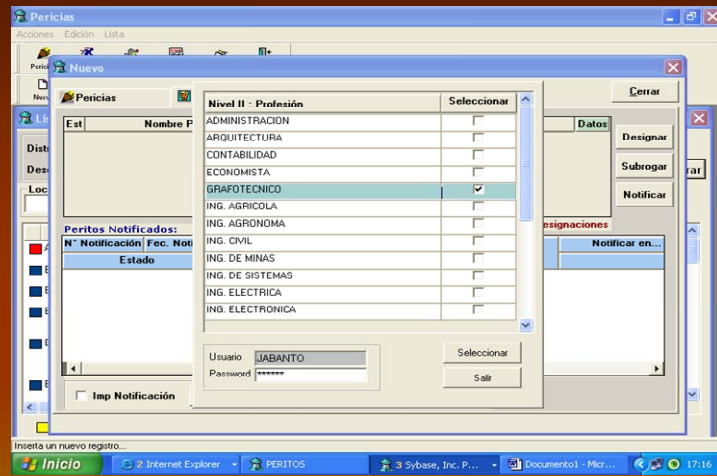 Pericias
Acciones Edición Lista
Nuevo
Pericias
Cerrar
Est Nombre P Datos
Designar
Subrogar
Notificar
esignaciones
Peritos Notificados:
N° Notificación Fec. Noti Notificar en...
Estado
Imp Notificación
Nivel II : Profesión Seleccionar
ADMINISTRACION
ARQUITECTURA
CONTABILIDAD
ECONOMISTA
GRAFOTECNICO
ING. AGRICOLA
ING. AGRONOMA
ING. CIVIL
ING. DE MINAS
ING. DE SISTEMAS
ING. ELECTRICA
ING. ELECTRONICA
Usuario JABANTO
Password ******
Seleccionar
Salir
Inserta un nuevo registro...
Inicio 2 Internet Explorer PERITOS 3 Sybase, Inc. P... Documento1 - Micr... 17:16